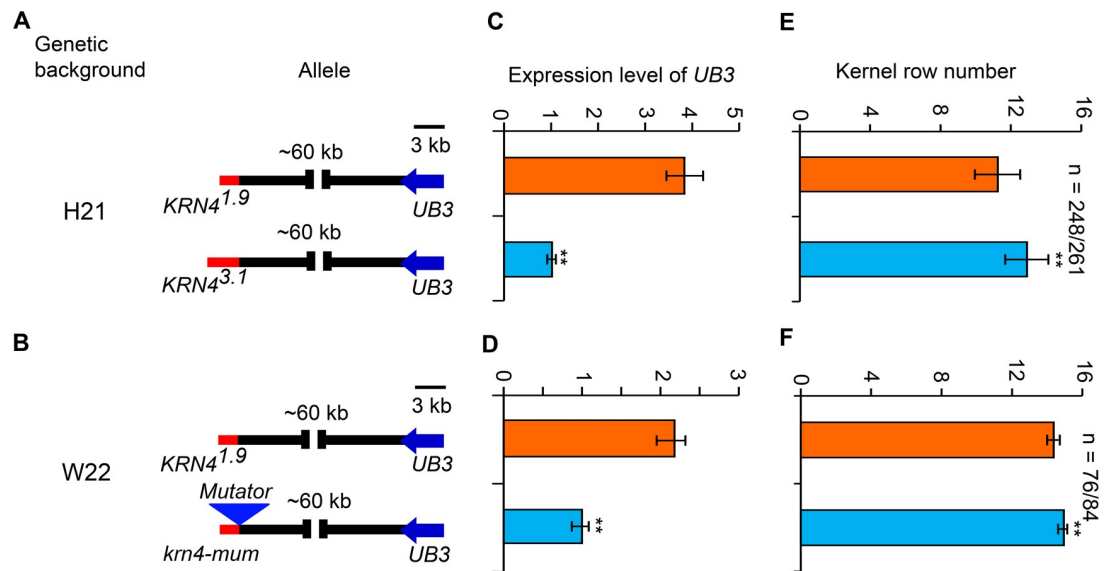 A
Genetic background
Allele
3 kb
~60 kb
KRN4^1.9
UB3
H21
~60 kb
KRN4^3.1
UB3
B
3 kb
~60 kb
KRN4^1.9
UB3
W22
Mutator
~60 kb
krn4-mum
UB3
C
Expression level of UB3
0 1 2 3 4 5
**
D
0 1 2 3
**
E
Kernel row number
0 4 8 12 16
n = 248/261
**
F
0 4 8 12 16
n = 76/84
**